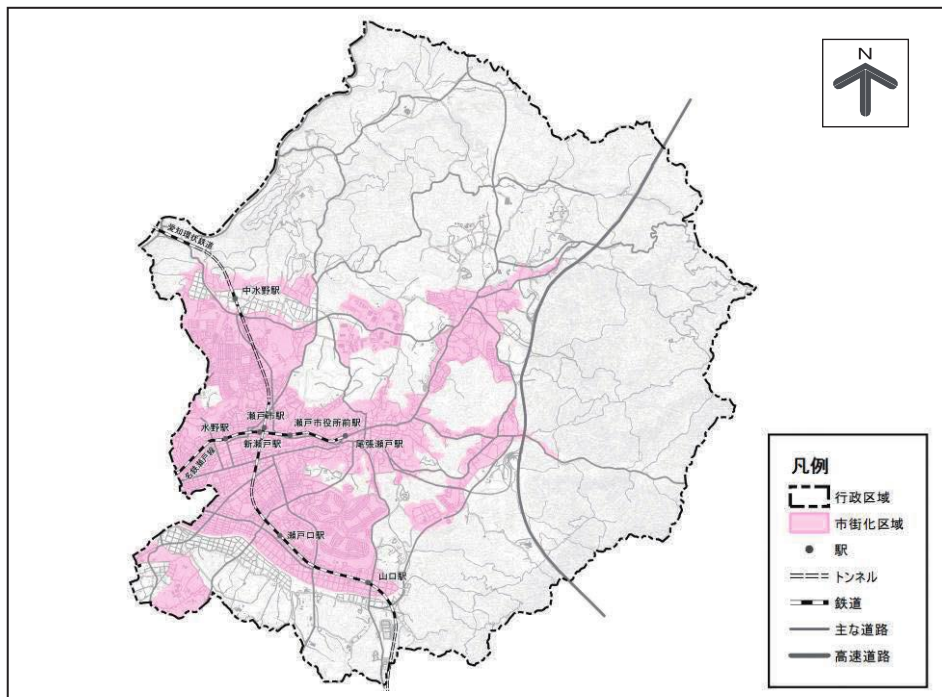 N
愛知環状鉄道
中水野駅
瀬戸市駅
水野駅
瀬戸市役所前駅
新瀬戸駅
尾張瀬戸駅
名鉄瀬戸線
瀬戸口駅
山口駅
凡例
行政区域
市街化区域
駅
トンネル
鉄道
主な道路
高速道路